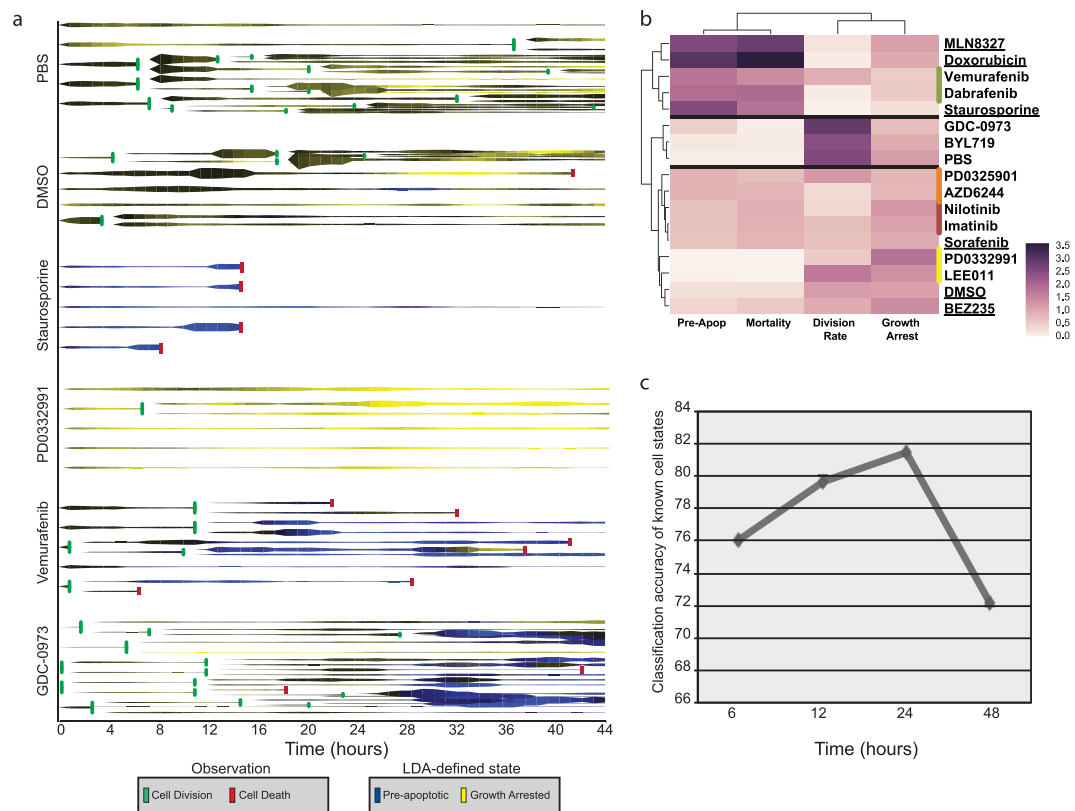 a
PBS
DMSO
Staurosporine
PD0332991
Vemurafenib
GDC-0973
0 4 8 12 16 20 24 28 32 36 40 44
Time (hours)
Observation
Cell Division
Cell Death
LDA-defined state
Pre-apoptotic
Growth Arrested
b
MLN8327
Doxorubicin
Vemurafenib
Dabrafenib
Staurosporine
GDC-0973
BYL719
PBS
PD0325901
AZD6244
Nilotinib
Imatinib
Sorafenib
PD0332991
LEE011
DMSO
BEZ235
Pre-Apop
Mortality
Division
Rate
Growth
Arrest
3.5
3.0
2.5
2.0
1.5
1.0
0.5
0.0
c
Classification accuracy of known cell states
84
82
80
78
76
74
72
70
68
66
6 12 24 48
Time (hours)